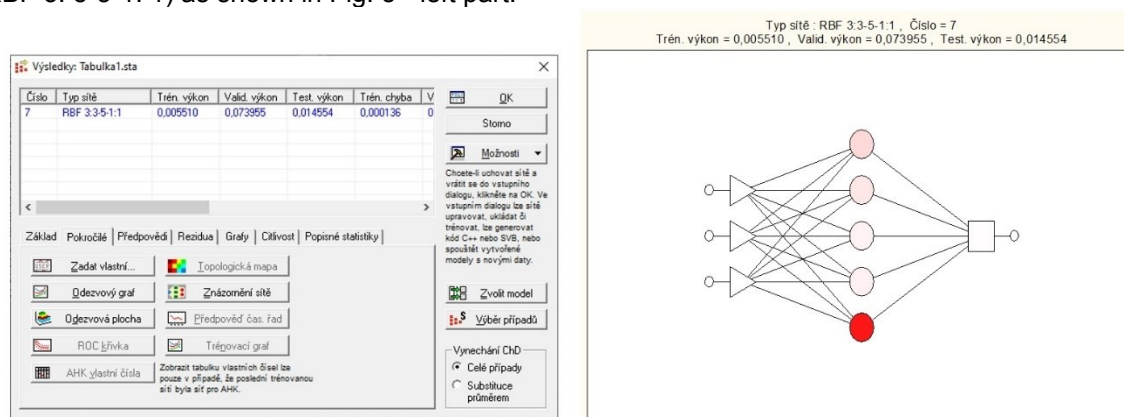 RBF 3: 3-5-1: 1) as shown in Fig. 3 - left part.
Typ sítě : RBF 3:3-5-1:1 , Číslo = 7
Trén. výkon = 0,005510 , Valid. výkon = 0,073955 , Test. výkon = 0,014554
Výsledky: Tabulka1.sta
Číslo Typ sítě Trén. výkon Valid. výkon Test. výkon Trén. chyba V
7 RBF 3:3-5-1:1 0,005510 0,073955 0,014554 0,000136 0
OK
Storno
Možnosti
Chcete-li uchovat sítě a
vrátit se do vstupního
dialogu, klikněte na OK. Ve
vstupním dialogu lze sítě
upravovat, ukládat či
trénovat, lze generovat
kód C++ nebo SVB, nebo
spouštět vytvořené
modely s novými daty.
Základ Pokročilé Předpovědi Rezidua Grafy Citlivost Popisné statistiky
Zadat vlastní... Topologická mapa
Odezvový graf Znázornění sítě
Odezvová plocha Předpověď čas. řad
ROC křivka Trénovací graf
AHK vlastní čísla
Zobrazit tabulku vlastních čísel lze
pouze v případě, že poslední trénovanou
sítí byla síť pro AHK.
Zvolit model
Výběr případů
Vynechání ChD
Celé případy
Substituce
průměrem